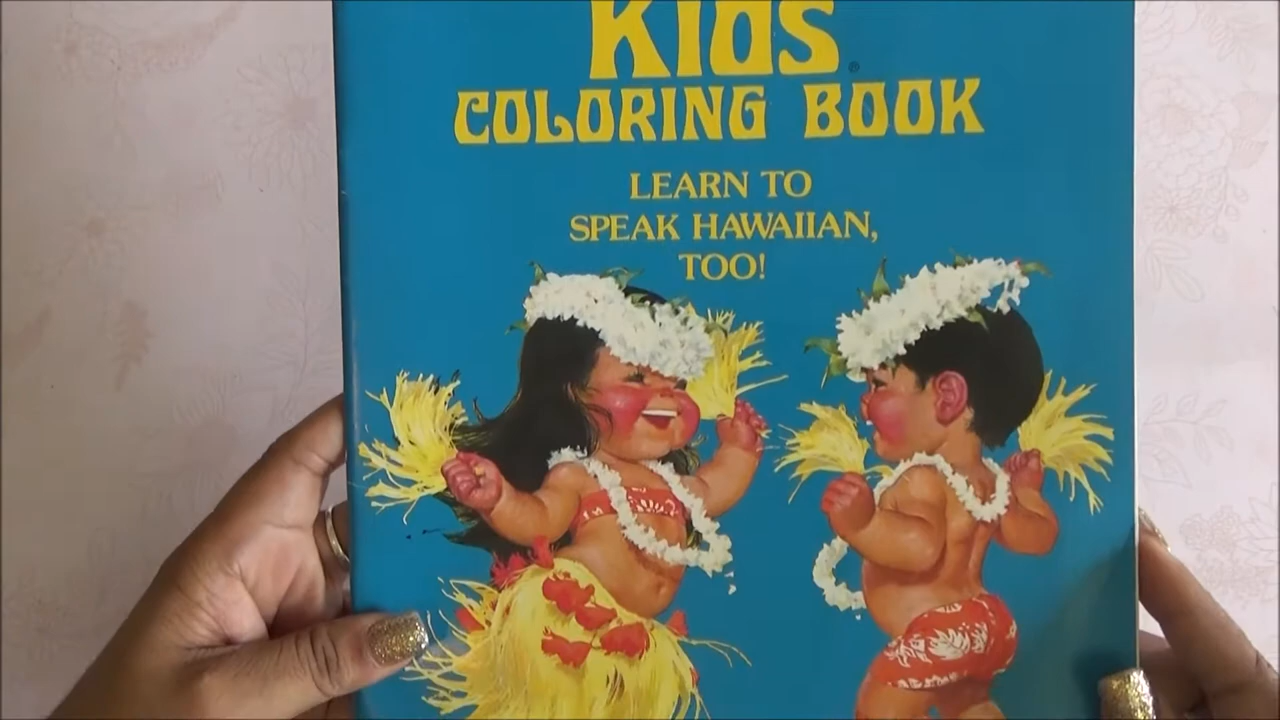 KIDS®
COLORING BOOK
LEARN TO
SPEAK HAWAIIAN,
TOO!